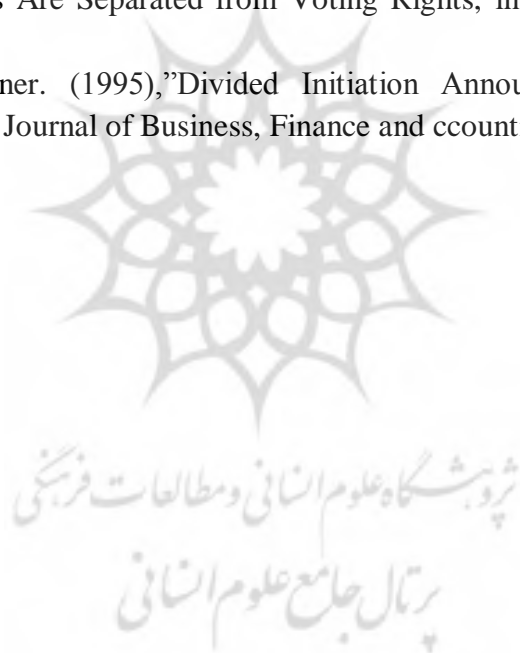 s Are Separated from Voting Rights, in
ner. (1995),”Divided Initiation Annou
Journal of Business, Finance and ccounti
پژوهشگاه علوم انسانی و مطالعات فرهنگی
پرتال جامع علوم انسانی